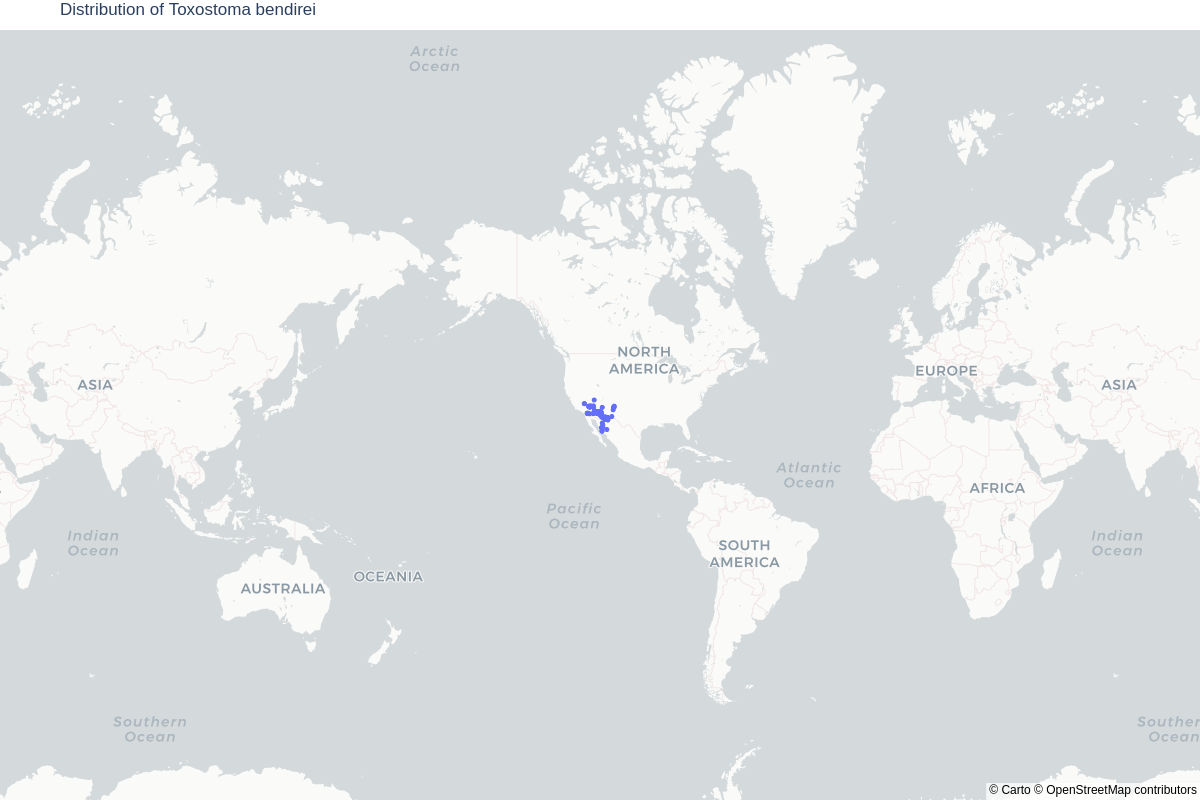 Distribution of Toxostoma bendirei
Arctic
Ocean
NORTH
AMERICA
ASIA
EUROPE
ASIA
Atlantic
Ocean
AFRICA
Pacific
Ocean
Indian
Ocean
Indian
Ocean
SOUTH
AMERICA
OCEANIA
AUSTRALIA
Southern
Ocean
Souther
Ocean
© Carto © OpenStreetMap contributors